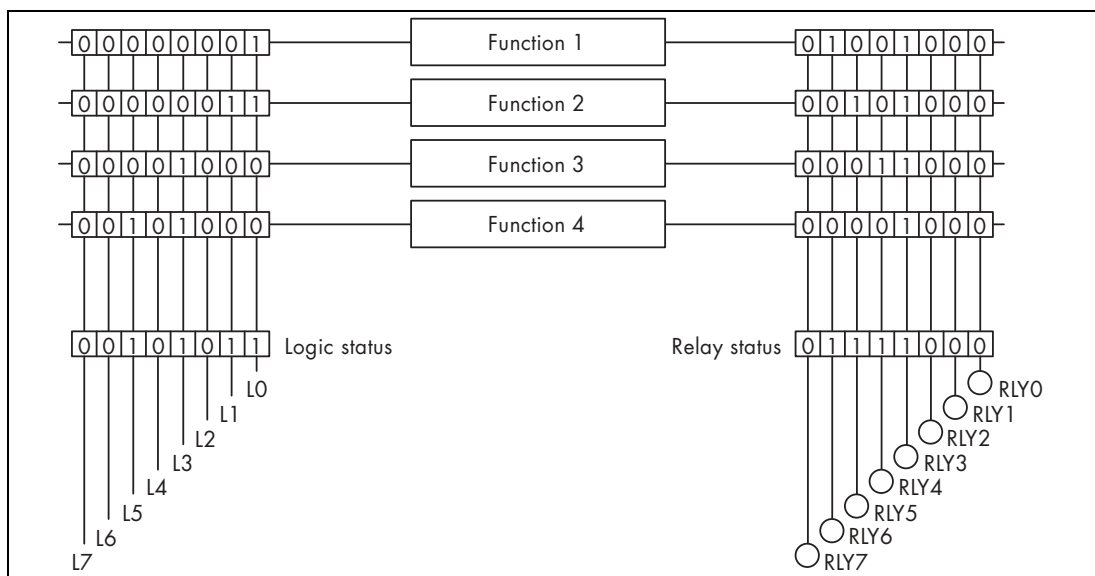 0 0 0 0 0 0 0 1 Function 1 0 1 0 0 1 0 0 0
0 0 0 0 0 0 1 1 Function 2 0 0 1 0 1 0 0 0
0 0 0 0 1 0 0 0 Function 3 0 0 0 1 1 0 0 0
0 0 1 0 1 0 0 0 Function 4 0 0 0 0 1 0 0 0
0 0 1 0 1 0 1 1 Logic status Relay status 0 1 1 1 1 0 0 0
L0 RLY0
L1 RLY1
L2 RLY2
L3 RLY3
L4 RLY4
L5 RLY5
L6 RLY6
L7 RLY7